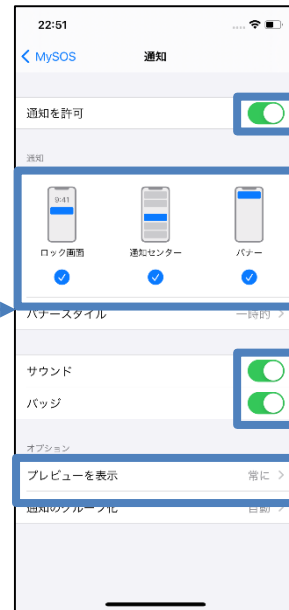 22:51
MySOS
通知
通知を許可
通知
9:41
ロック画面 通知センター バナー
バナースタイル 一時的
サウンド
バッジ
オプション
プレビューを表示 常に
通知のグループ化 自動